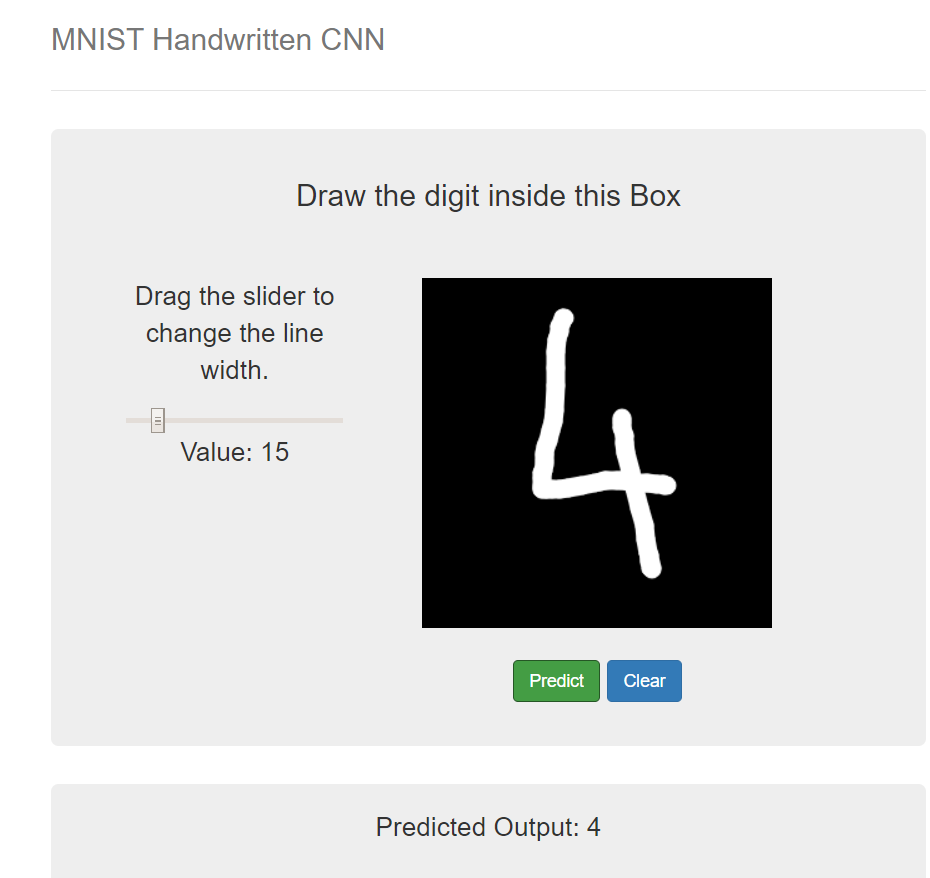 MNIST Handwritten CNN
Draw the digit inside this Box
Drag the slider to
change the line
width.
Value: 15
4
Predict Clear
Predicted Output: 4